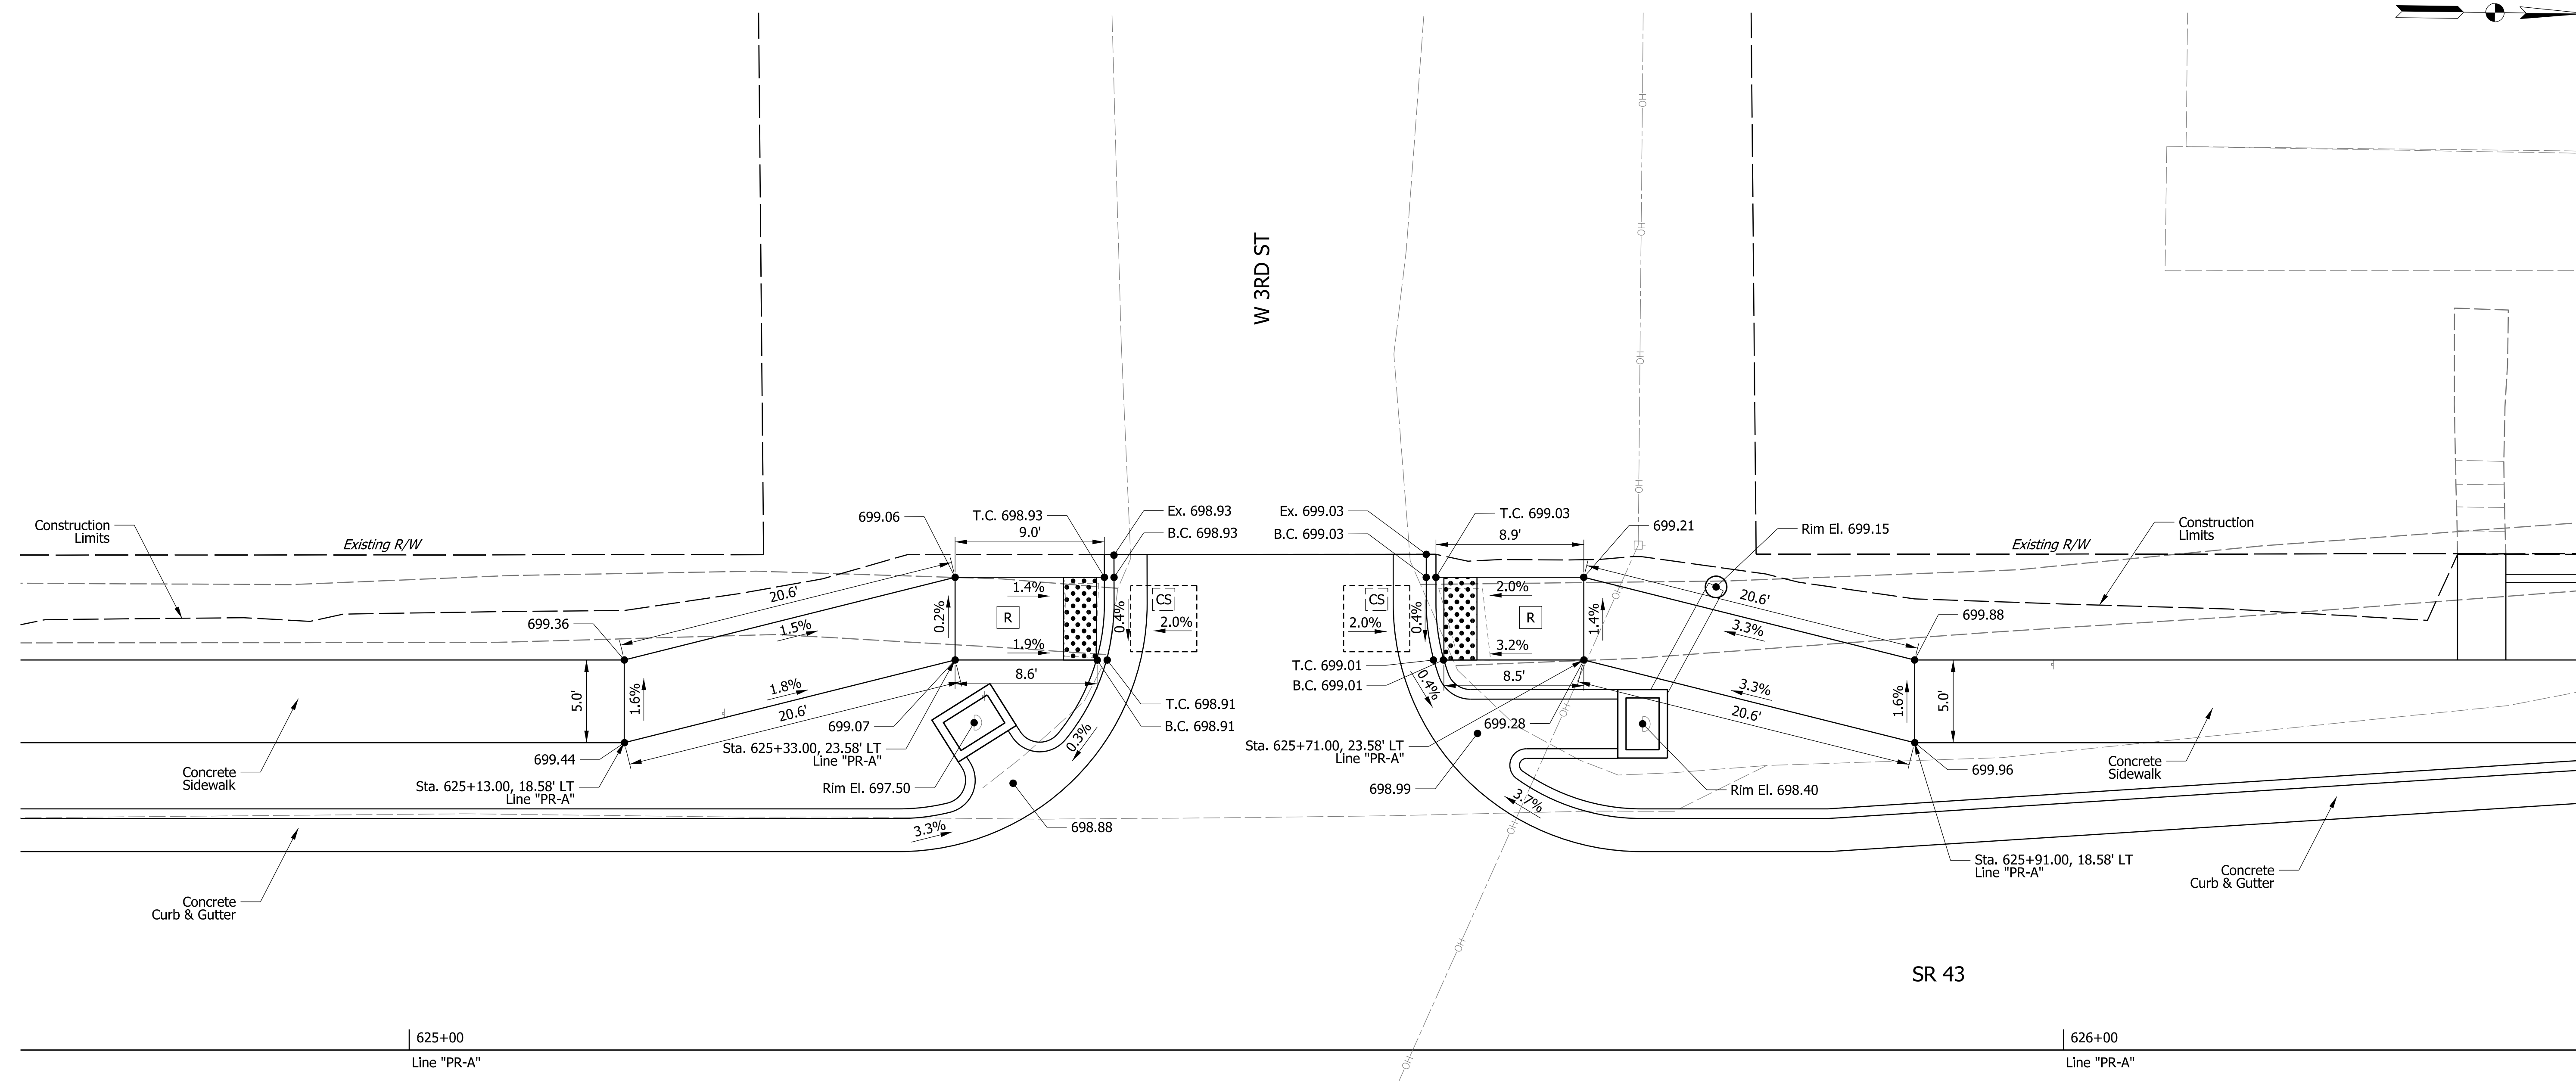 W 3RD ST
OH
OH
OH
OH
Construction
Limits
Existing R/W
699.06
T.C. 698.93
9.0'
Ex. 698.93
B.C. 698.93
Ex. 699.03
B.C. 699.03
T.C. 699.03
8.9'
699.21
Rim El. 699.15
Existing R/W
Construction
Limits
699.36
20.6'
1.5%
0.2%
1.4%
R
1.9%
0.4%
CS
2.0%
CS
2.0%
0.4%
2.0%
R
3.2%
1.4%
OH
20.6'
3.3%
699.88
5.0'
1.6%
1.8%
20.6'
8.6'
T.C. 698.91
B.C. 698.91
T.C. 699.01
B.C. 699.01
0.4%
8.5'
3.3%
20.6'
1.6%
5.0'
699.07
Sta. 625+33.00, 23.58' LT
Line "PR-A"
0.3%
699.28
OH
Sta. 625+71.00, 23.58' LT
Line "PR-A"
699.44
Sta. 625+13.00, 18.58' LT
Line "PR-A"
Rim El. 697.50
698.99
Rim El. 698.40
699.96
Concrete
Sidewalk
Concrete
Sidewalk
3.3%
698.88
3.7%
OH
Sta. 625+91.00, 18.58' LT
Line "PR-A"
Concrete
Curb & Gutter
Concrete
Curb & Gutter
OH
SR 43
625+00
Line "PR-A"
OH
626+00
Line "PR-A"